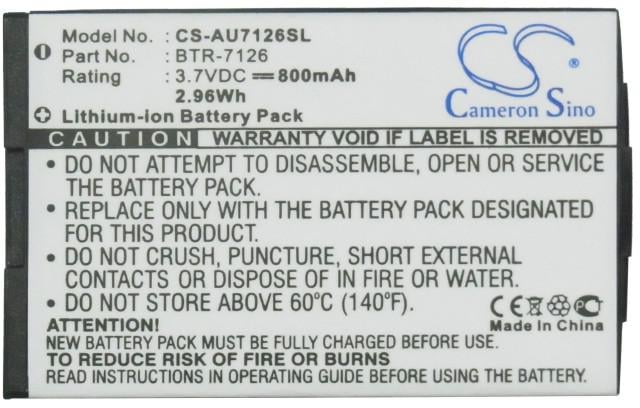 Model No. : CS-AU7126SL
Part No. : BTR-7126
Rating : 3.7VDC 800mAh
2.96Wh
Lithium-ion Battery Pack
CS ®
Cameron Sino
CAUTION WARRANTY VOID IF LABEL IS REMOVED
• DO NOT ATTEMPT TO DISASSEMBLE, OPEN OR SERVICE
THE BATTERY PACK.
• REPLACE ONLY WITH THE BATTERY PACK DESIGNATED
FOR THIS PRODUCT.
• DO NOT CRUSH, PUNCTURE, SHORT EXTERNAL CONTACTS
OR DISPOSE OF IN FIRE OR WATER.
• DO NOT STORE ABOVE 60°C (140°F).
CE
Made In China
ATTENTION!
NEW BATTERY PACK MUST BE FULLY CHARGED BEFORE USE.
TO REDUCE RISK OF FIRE OR BURNS
READ INSTRUCTIONS IN OPERATING GUIDE BEFORE USING BATTERY.